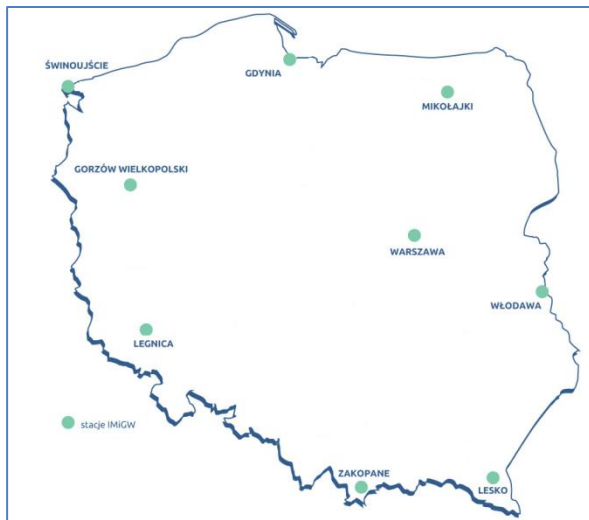 ŚWINOUJŚCIE
GDYNIA
MIKOŁAJKI
GORZÓW WIELKOPOLSKI
WARSZAWA
WŁODAWA
LEGNICA
stacje IMiGW
ZAKOPANE
LESKO